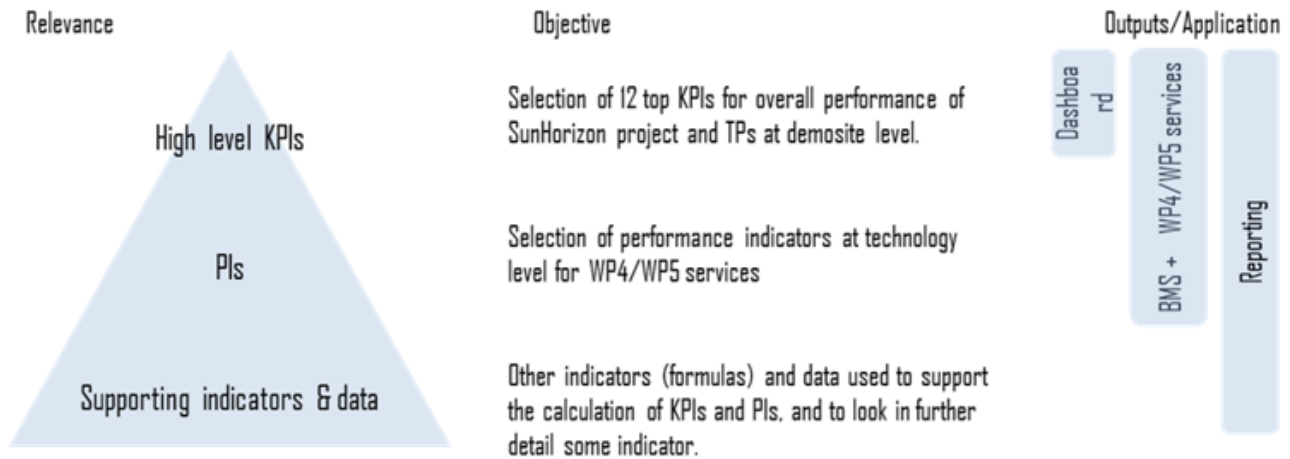 Relevance
Objective
Outputs/Application
High level KPIs
Selection of 12 top KPIs for overall performance of
SunHorizon project and TPs at demosite level.
PIs
Selection of performance indicators at technology
level for WP4/WP5 services
Supporting indicators & data
Other indicators (formulas) and data used to support
the calculation of KPIs and PIs, and to look in further
detail some indicator.
Dashboa
rd
BMS + WP4/WP5 services
Reporting